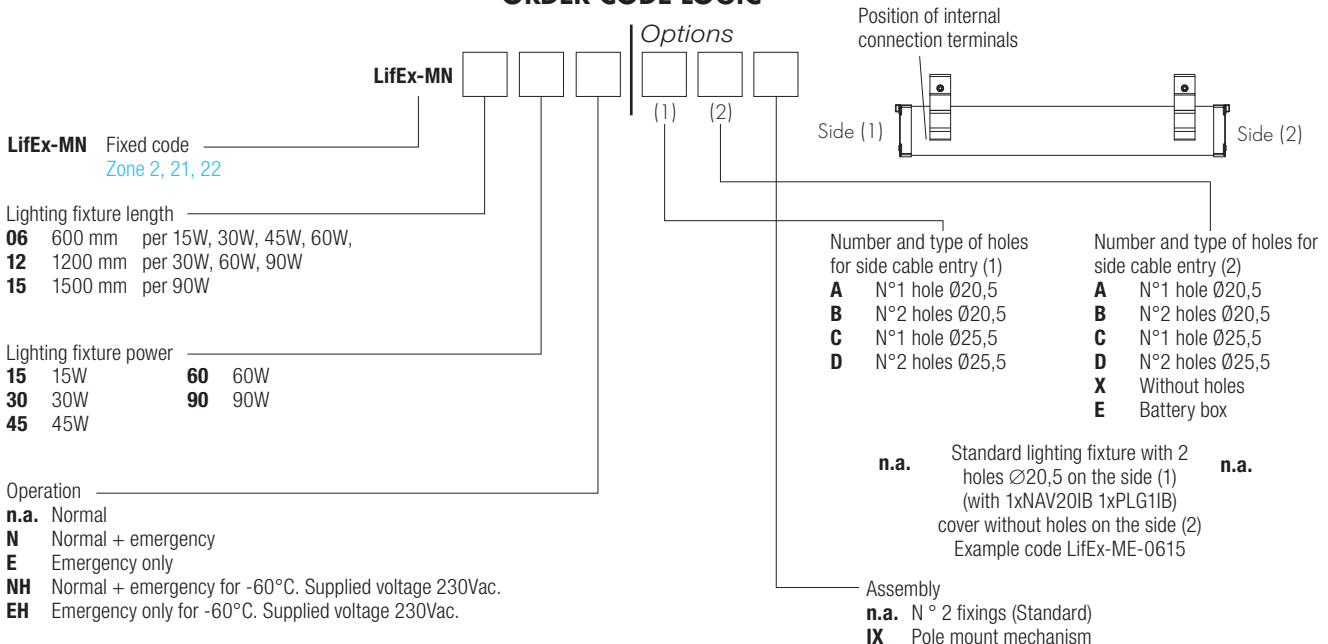 ORDER CODE LOGIC
Options
LifEx-MN
(1) (2)
Position of internal
connection terminals
Side (1)
Side (2)
LifEx-MN Fixed code
Zone 2, 21, 22
Lighting fixture length
06 600 mm per 15W, 30W, 45W, 60W,
12 1200 mm per 30W, 60W, 90W
15 1500 mm per 90W
Lighting fixture power
15 15W 60 60W
30 30W 90 90W
45 45W
Operation
n.a. Normal
N Normal + emergency
E Emergency only
NH Normal + emergency for -60°C. Supplied voltage 230Vac.
EH Emergency only for -60°C. Supplied voltage 230Vac.
Number and type of holes
for side cable entry (1)
A N°1 hole Ø20,5
B N°2 holes Ø20,5
C N°1 hole Ø25,5
D N°2 holes Ø25,5
Number and type of holes for
side cable entry (2)
A N°1 hole Ø20,5
B N°2 holes Ø20,5
C N°1 hole Ø25,5
D N°2 holes Ø25,5
X Without holes
E Battery box
n.a. Standard lighting fixture with 2 n.a.
holes ∅20,5 on the side (1)
(with 1xNAV20IB 1xPLG1IB)
cover without holes on the side (2)
Example code LifEx-ME-0615
Assembly
n.a. N ° 2 fixings (Standard)
IX Pole mount mechanism